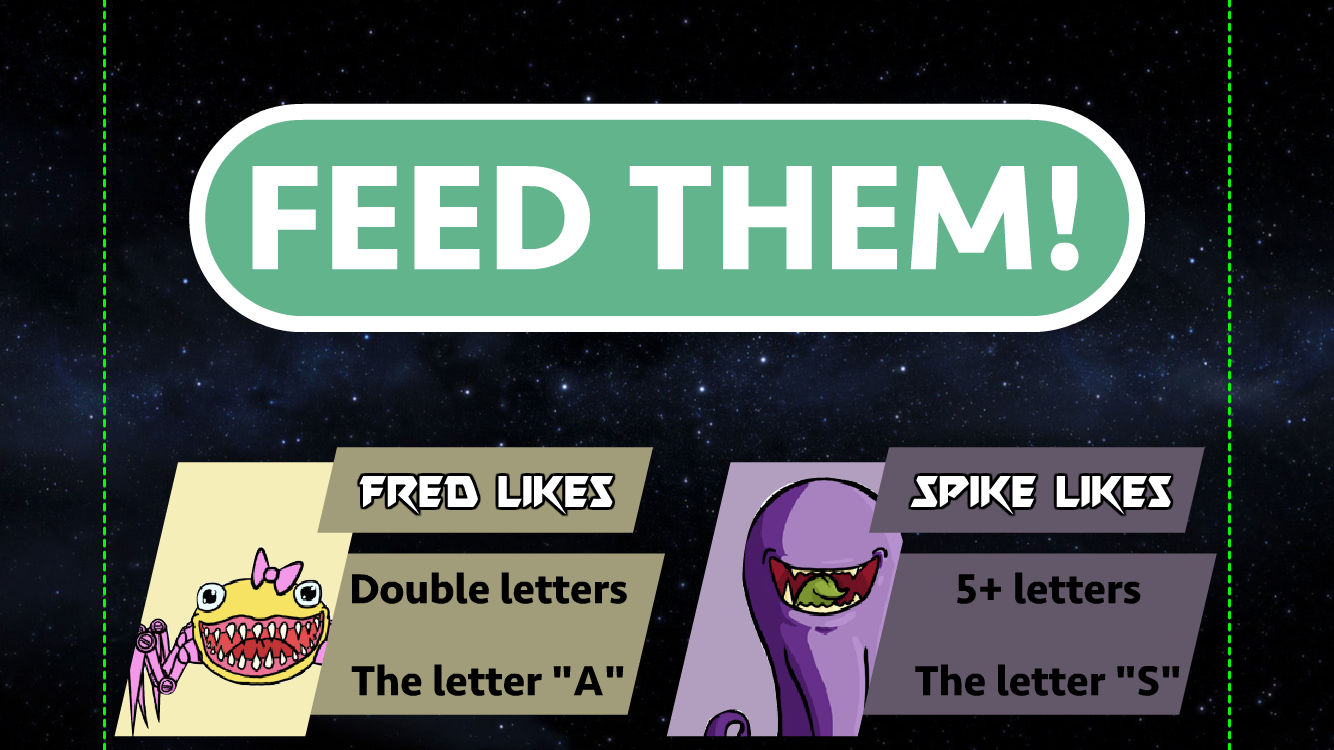 FEED THEM!
FRED LIKES
Double letters
The letter "A"
SPIKE LIKES
5+ letters
The letter "S"